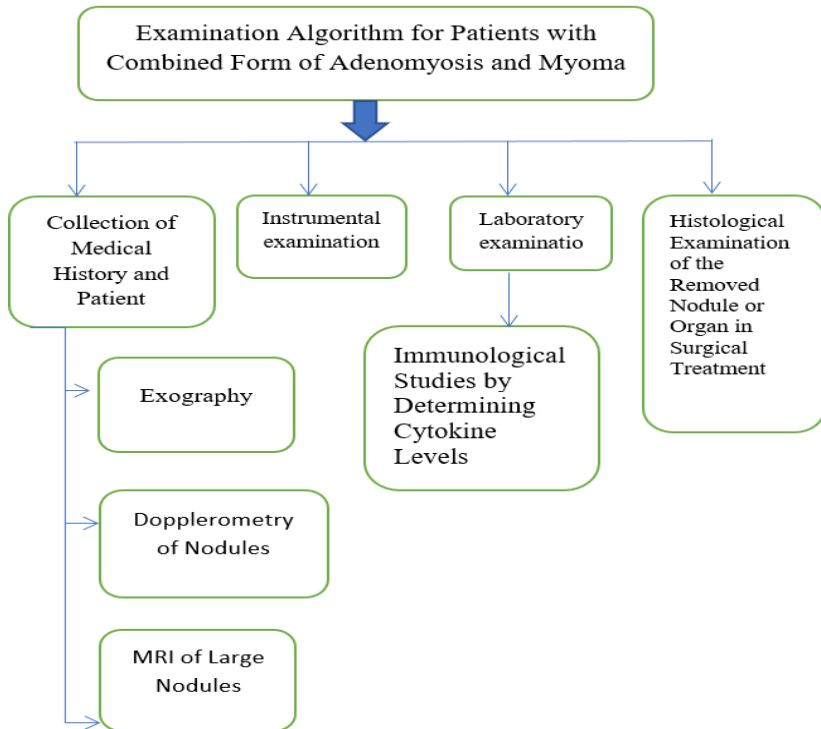 Examination Algorithm for Patients with
Combined Form of Adenomyosis and Myoma
Collection of
Medical
History and
Patient
Instrumental
examination
Laboratory
examinatio
Histological
Examination
of the
Removed
Nodule or
Organ in
Surgical
Treatment
Immunological
Studies by
Determining
Cytokine
Levels
Exography
Dopplerometry
of Nodules
MRI of Large
Nodules